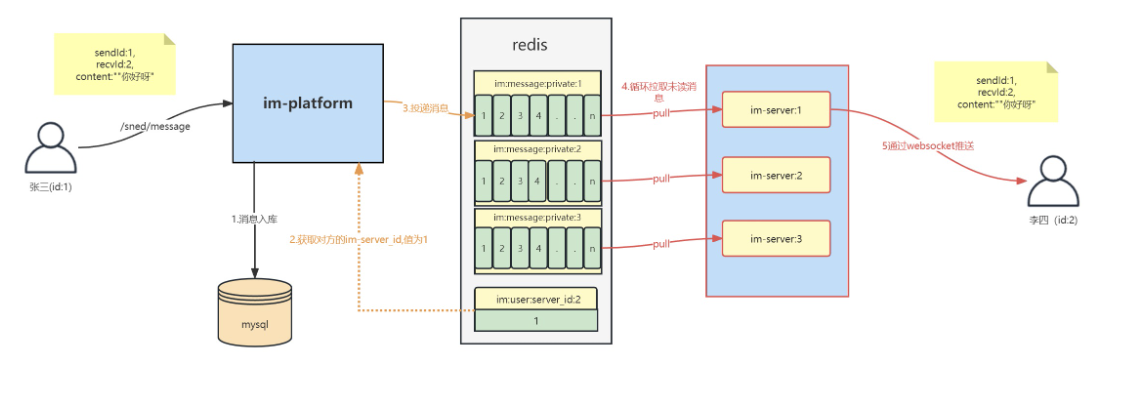 sendId:1,
recvId:2,
content:""你好呀"
张三(id:1)
/sned/message
im-platform
1.消息入库
mysql
2.获取对方的im-server_id,值为1
3.投递消息
redis
im:message:private:1
1 2 3 4 . . n
im:message:private:2
1 2 3 4 . . n
im:message:private:3
1 2 3 4 . . n
im:user:server_id:2
1
4.循环拉取未读消
息
pull
pull
pull
im-server:1
im-server:2
im-server:3
5通过websocket推送
sendId:1,
recvId:2,
content:""你好呀"
李四（id:2)